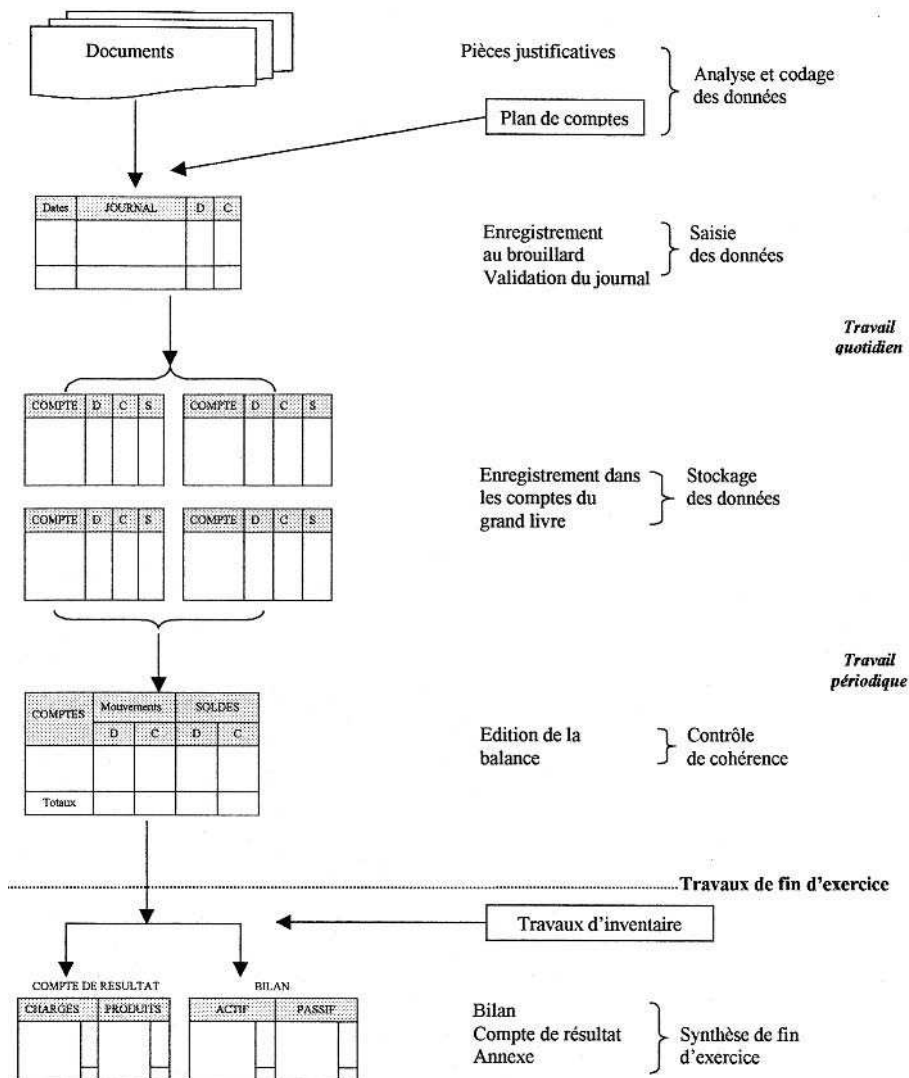 Documents
Pièces justificatives
Analyse et codage
des données
Plan de comptes
Dates JOURNAL D C
Enregistrement
au brouillard
Validation du journal
Saisie
des données
Travail
quotidien
COMPTE D C S
COMPTE D C S
Enregistrement dans
les comptes du
grand livre
Stockage
des données
COMPTE D C S
COMPTE D C S
Travail
périodique
COMPTES Mouvements SOLDES
D C D C
Totaux
Edition de la
balance
Contrôle
de cohérence
Travaux de fin d'exercice
Travaux d'inventaire
COMPTE DE RESULTAT
CHARGES PRODUITS
BILAN
ACTIF PASSIF
Bilan
Compte de résultat
Annexe
Synthèse de fin
d'exercice